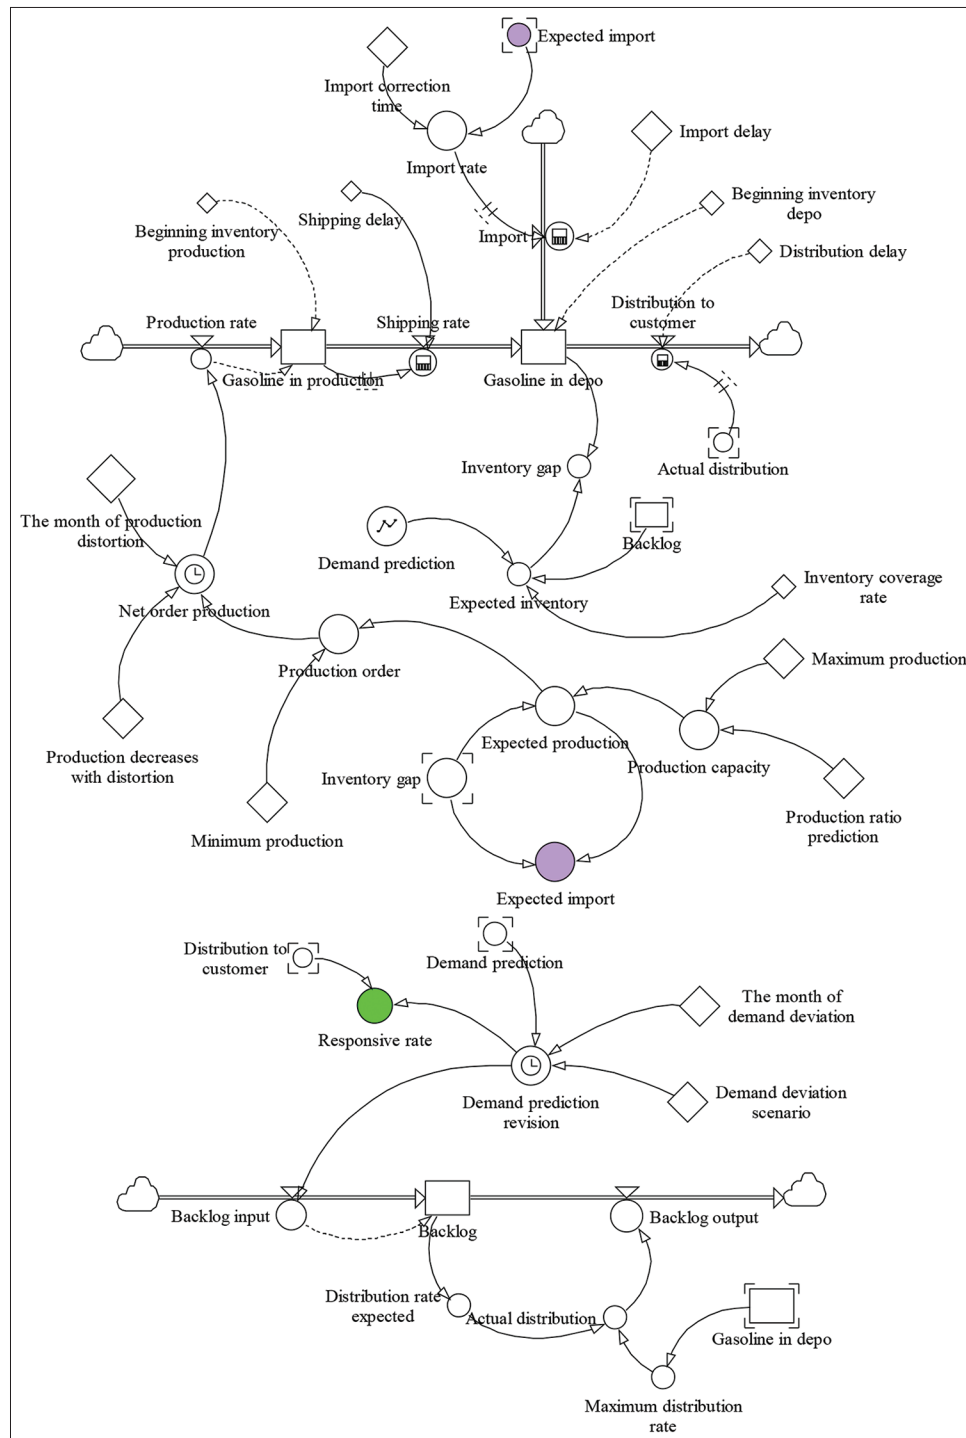 Expected import
Import correction
time
Import delay
Import rate
Beginning inventory
depo
Shipping delay
Beginning inventory
production
Import
Distribution delay
Distribution to
customer
Production rate
Shipping rate
Gasoline in production
Gasoline in depo
Inventory gap
Actual distribution
The month of production
distortion
Backlog
Demand prediction
Inventory coverage
rate
Expected inventory
Net order production
Maximum production
Production order
Expected production
Production decreases
with distortion
Production capacity
Inventory gap
Production ratio
prediction
Minimum production
Expected import
Distribution to
customer
Demand prediction
The month of
demand deviation
Responsive rate
Demand deviation
scenario
Demand prediction
revision
Backlog input
Backlog output
Backlog
Distribution rate
expected
Actual distribution
Gasoline in depo
Maximum distribution
rate